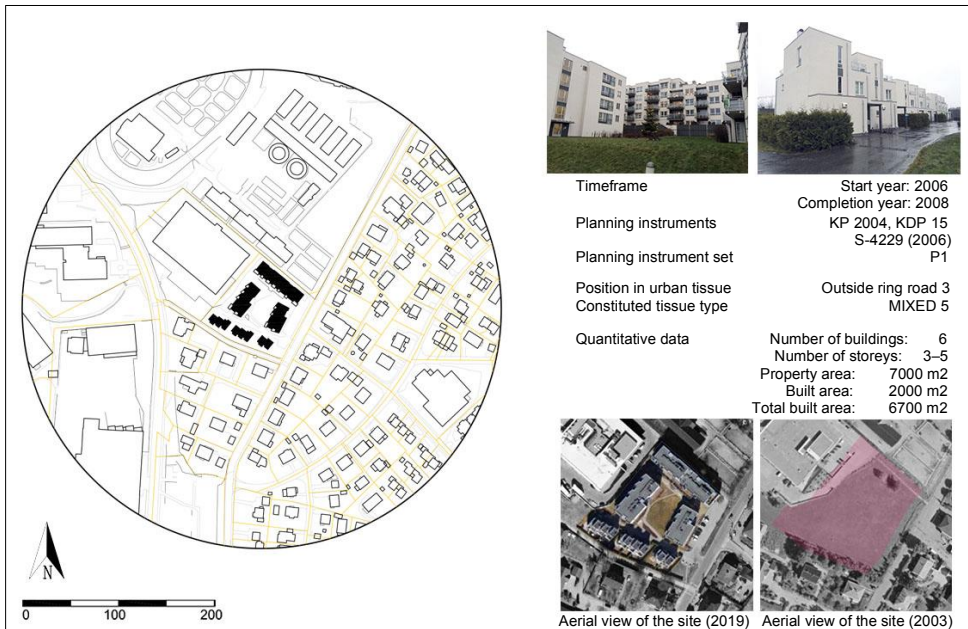 Timeframe Start year: 2006
Completion year: 2008
Planning instruments KP 2004, KDP 15
S-4229 (2006)
Planning instrument set P1
Position in urban tissue Outside ring road 3
Constituted tissue type MIXED 5
Quantitative data Number of buildings: 6
Number of storeys: 3–5
Property area: 7000 m2
Built area: 2000 m2
Total built area: 6700 m2
N
0 100 200
Aerial view of the site (2019) Aerial view of the site (2003)